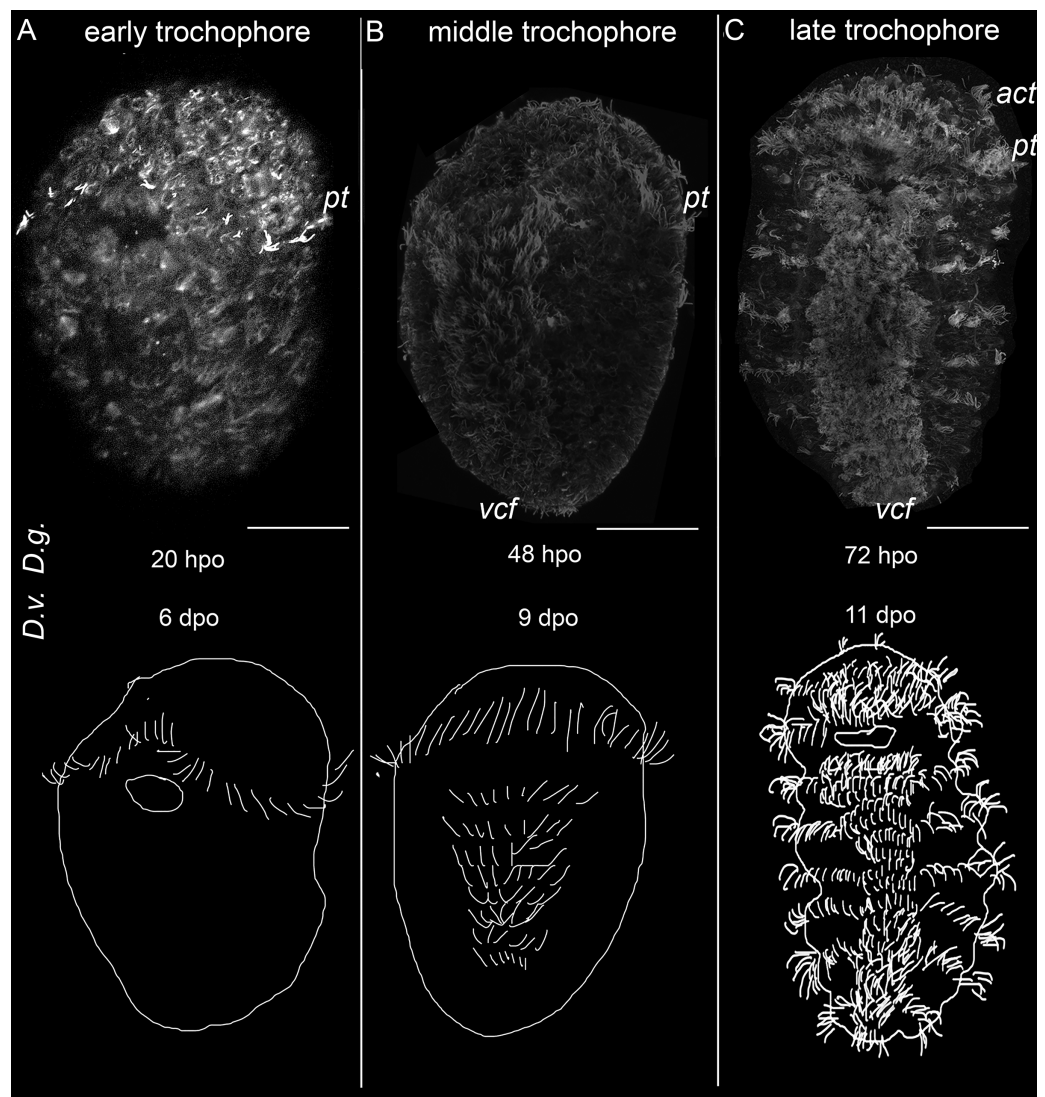 A early trochophore
B middle trochophore
C late trochophore
act
pt
pt
pt
vcf
vcf
D.g.
20 hpo
48 hpo
72 hpo
D.v.
6 dpo
9 dpo
11 dpo